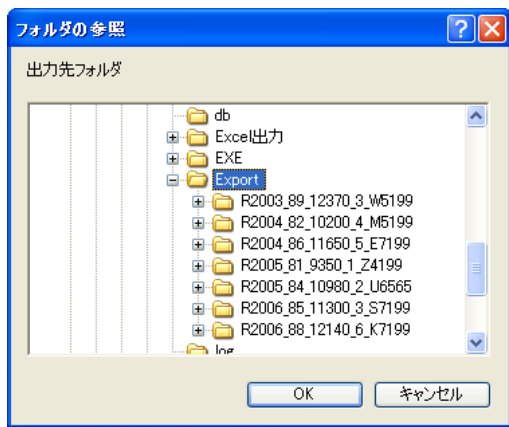 フォルダの参照
出力先フォルダ
db
Excel出力
EXE
Export
R2003_89_12370_3_W5199
R2004_82_10200_4_M5199
R2004_86_11650_5_E7199
R2005_81_9350_1_Z4199
R2005_84_10980_2_U6565
R2006_85_11300_3_S7199
R2006_88_12140_6_K7199
log
OK
キャンセル